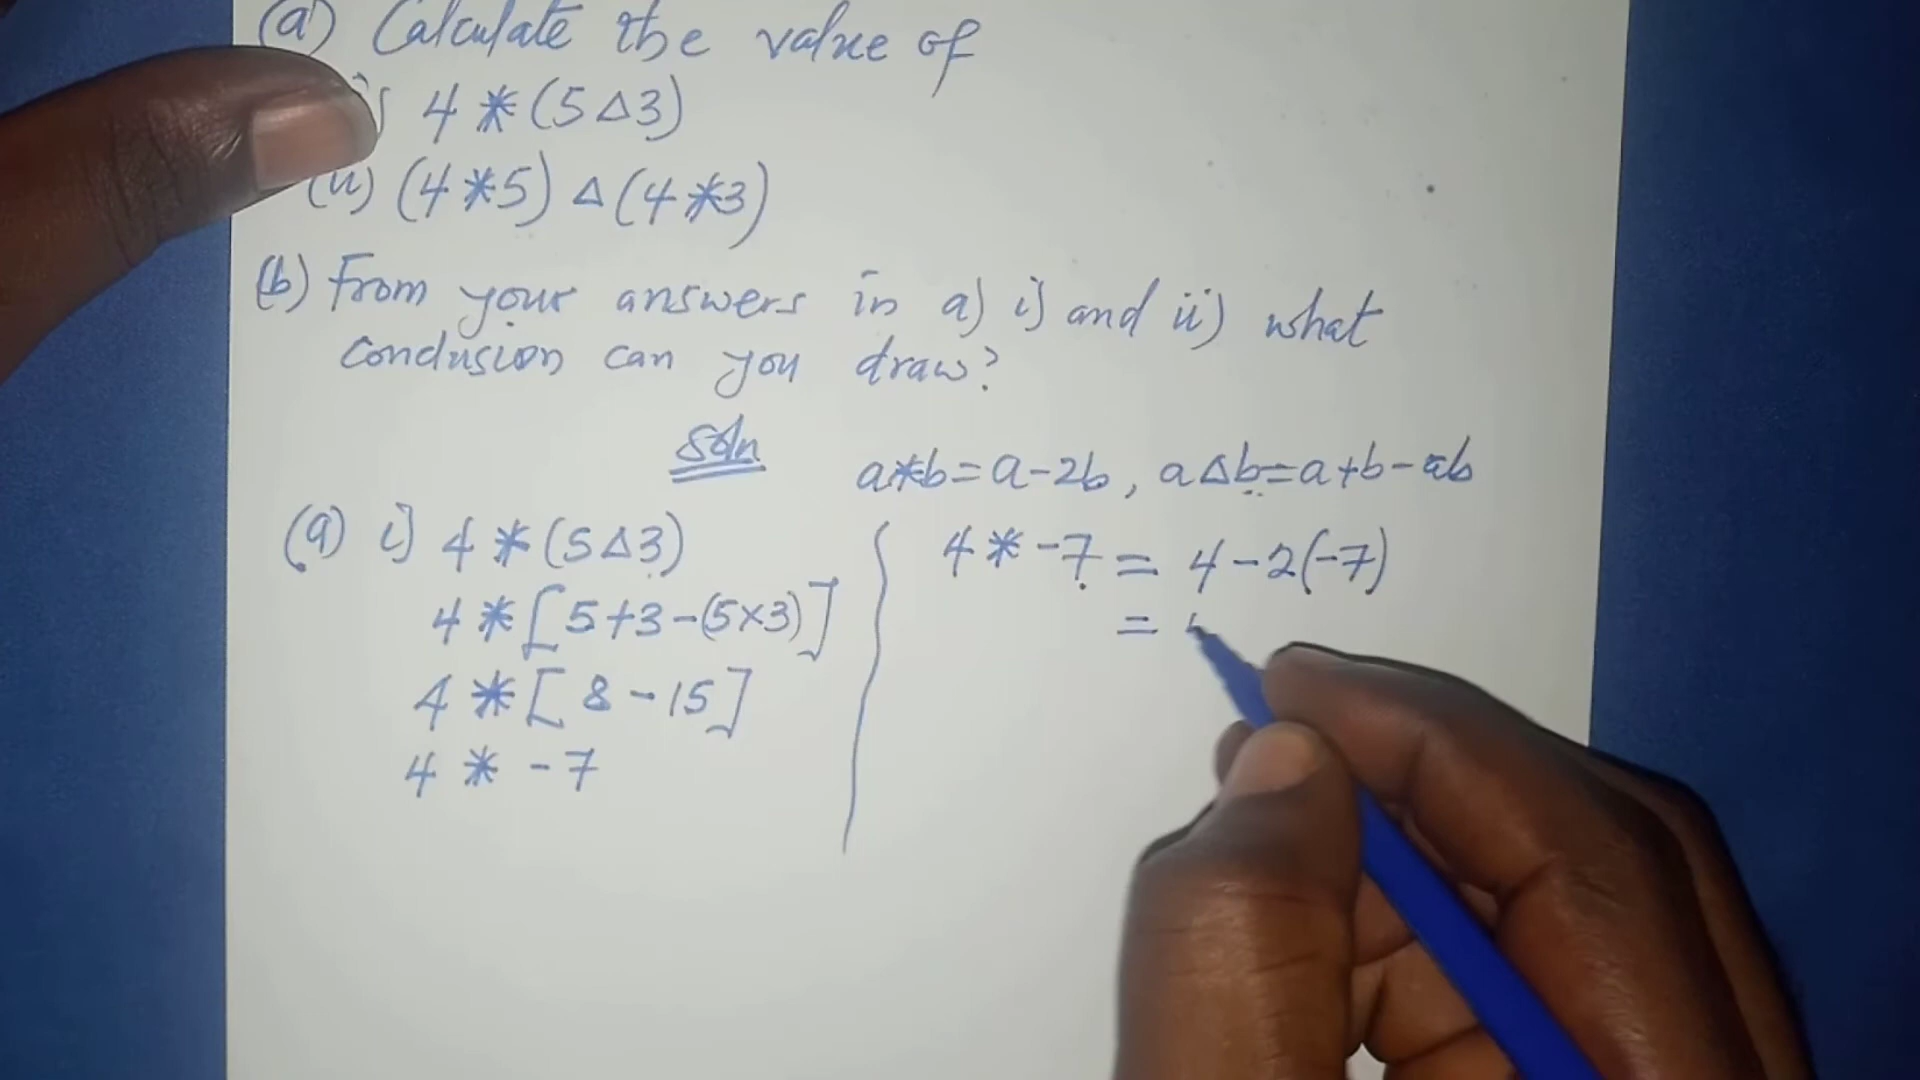 (a) Calculate the value of
4 * (5 Δ 3)
(ii) (4 * 5) Δ (4 * 3)
(b) From your answers in a) i) and ii) what
conclusion can you draw?
Soln
a*b = a - 2b, a Δ b = a + b - ab
(a) i) 4 * (5 Δ 3)
4 * [5 + 3 - (5 × 3)]
4 * [8 - 15]
4 * -7
4 * -7 = 4 - 2(-7)
=